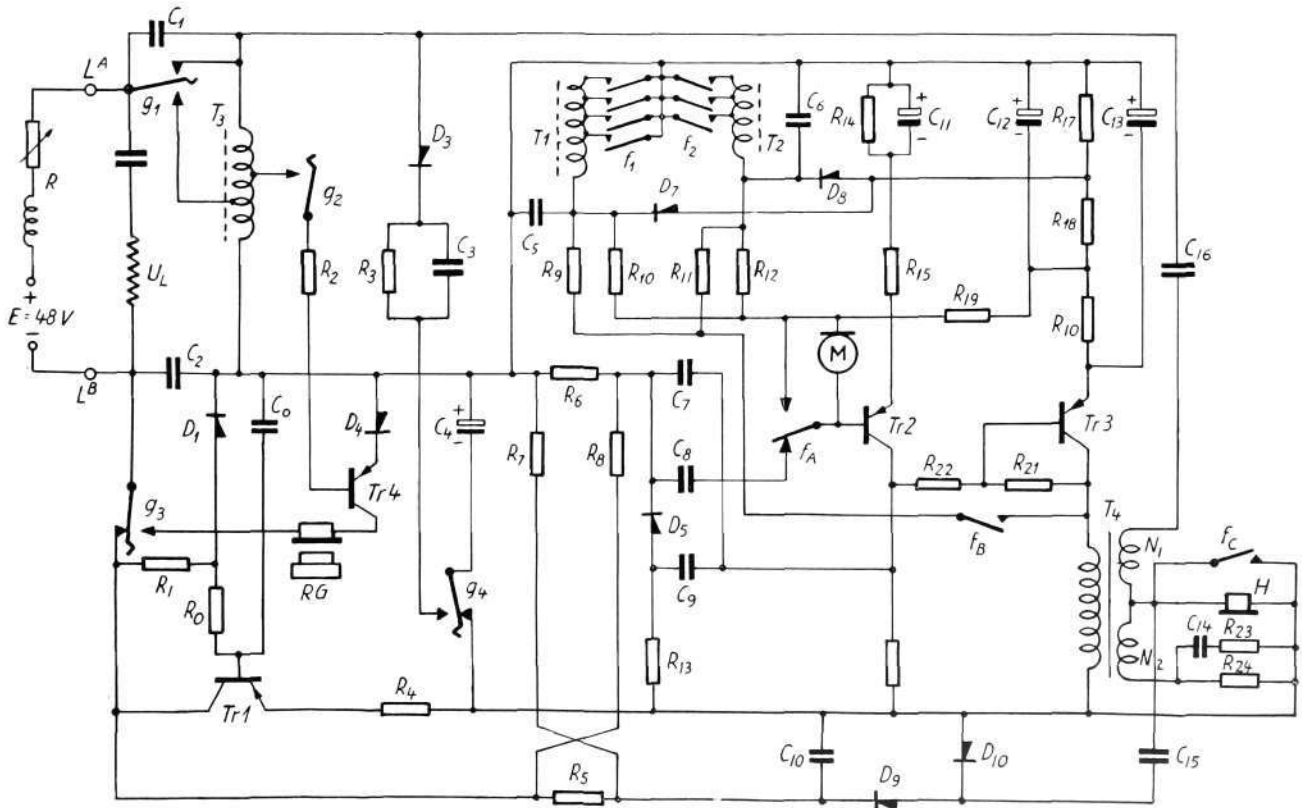 C1
LA
g1
T3
R
UL
+
E = 48V
-
LB
C2
D3
g2
R2
R3
C3
T1
f1
f2
T2
C6
R14
+
C11
-
+
C12
-
R17
+
C13
-
D7
D8
C5
R9
R10
R11
R12
R15
R18
R19
R10
C16
M
D1
C0
D4
+
C4
-
R6
R7
R8
C7
C8
fA
Tr2
Tr3
R22
R21
Tr4
g3
RG
g4
D5
C9
fB
T4
N1
fC
H
R1
R0
R13
C14
R23
N2
R24
Tr1
R4
R5
C10
D9
D10
C15